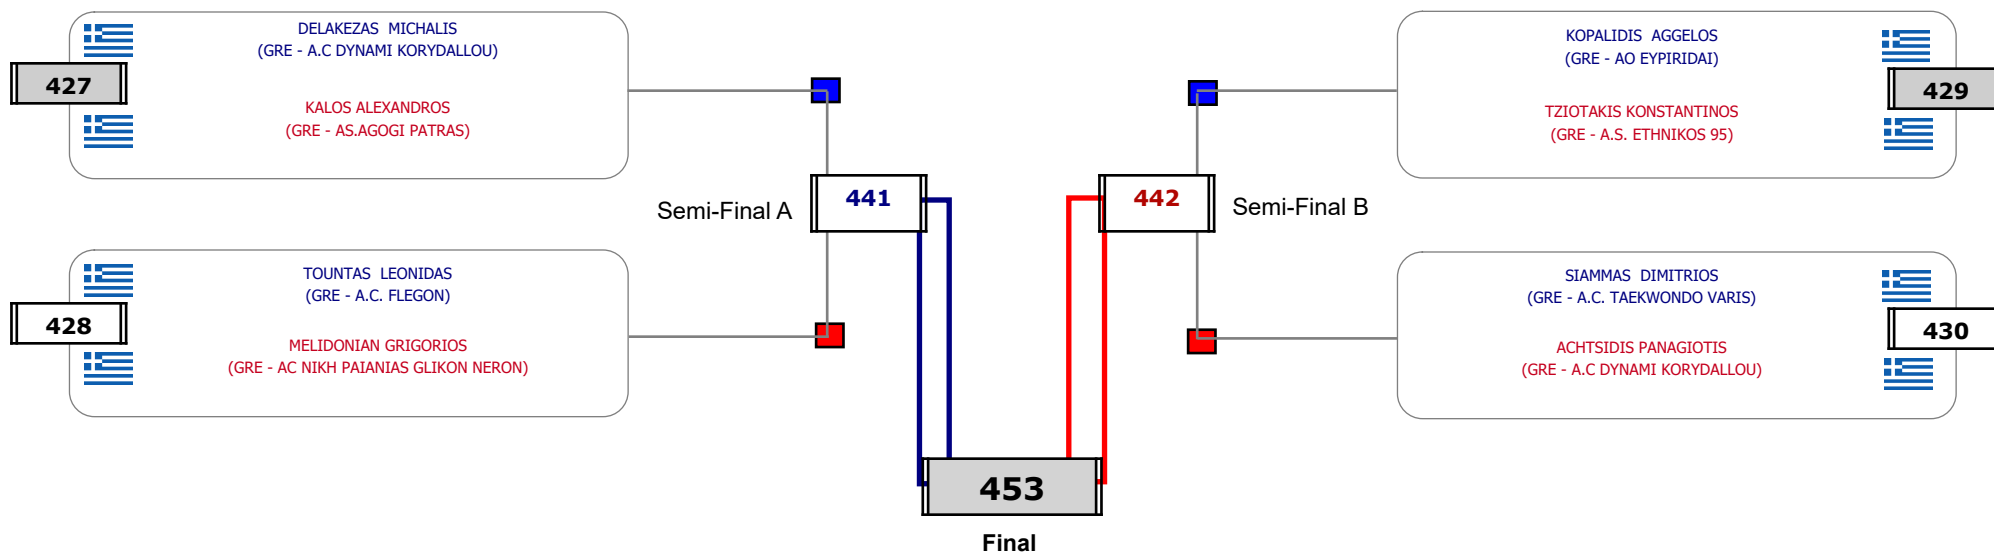 DELAKEZAS MICHALIS
(GRE - A.C DYNAMI KORYDALLOU)
427
KALOS ALEXANDROS
(GRE - AS.AGOGI PATRAS)
KOPALIDIS AGGELOS
(GRE - AO EYPIRIDAI)
429
TZIOTAKIS KONSTANTINOS
(GRE - A.S. ETHNIKOS 95)
Semi-Final A
441
442
Semi-Final B
TOUNTAS LEONIDAS
(GRE - A.C. FLEGON)
428
MELIDONIAN GRIGORIOS
(GRE - AC NIKH PAIANIAS GLIKON NERON)
SIAMMAS DIMITRIOS
(GRE - A.C. TAEKWONDO VARIS)
430
ACHTSIDIS PANAGIOTIS
(GRE - A.C DYNAMI KORYDALLOU)
453
Final